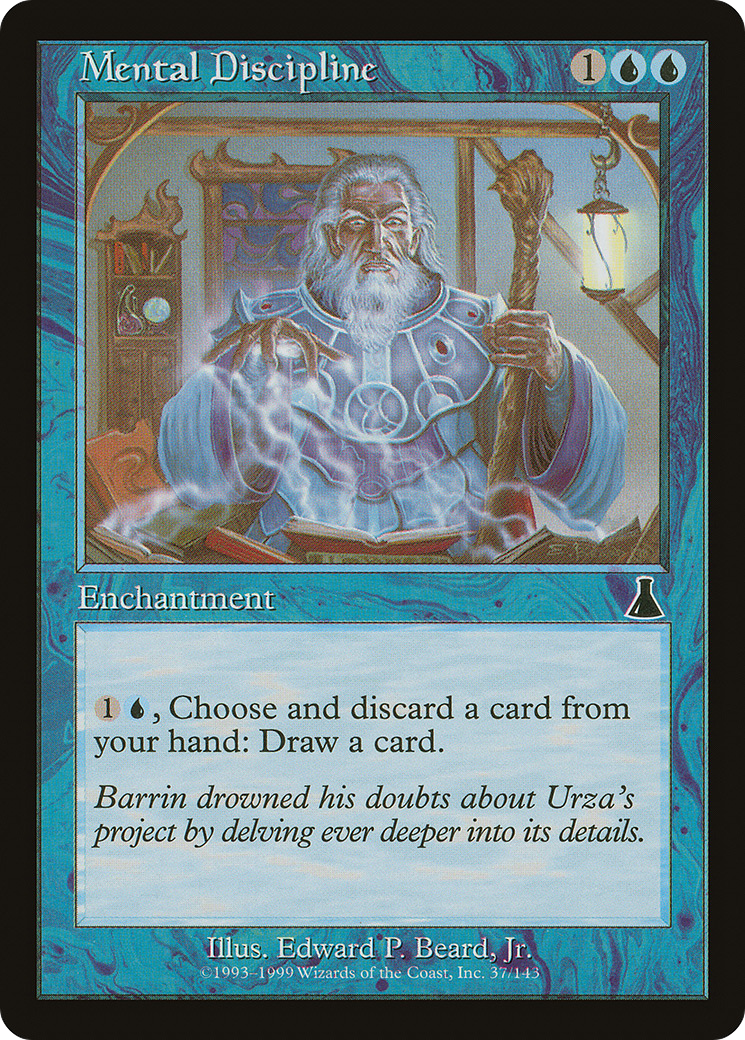 Mental Discipline 1
Enchantment
1 , Choose and discard a card from
your hand: Draw a card.
Barrin drowned his doubts about Urza's
project by delving ever deeper into its details.
Illus. Edward P. Beard, Jr.
©1993–1999 Wizards of the Coast, Inc. 37/143